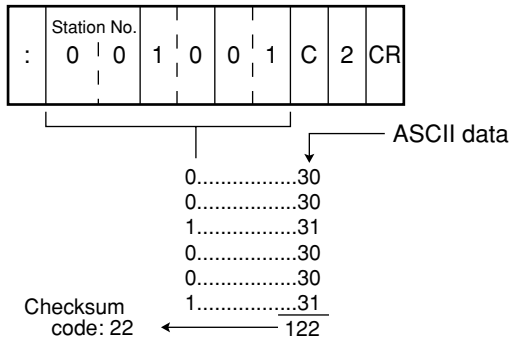 Station No.
: 0 0 1 0 0 1 C 2 CR
ASCII data
0.................30
0.................30
1.................31
0.................30
0.................30
1.................31
Checksum
code: 22
122